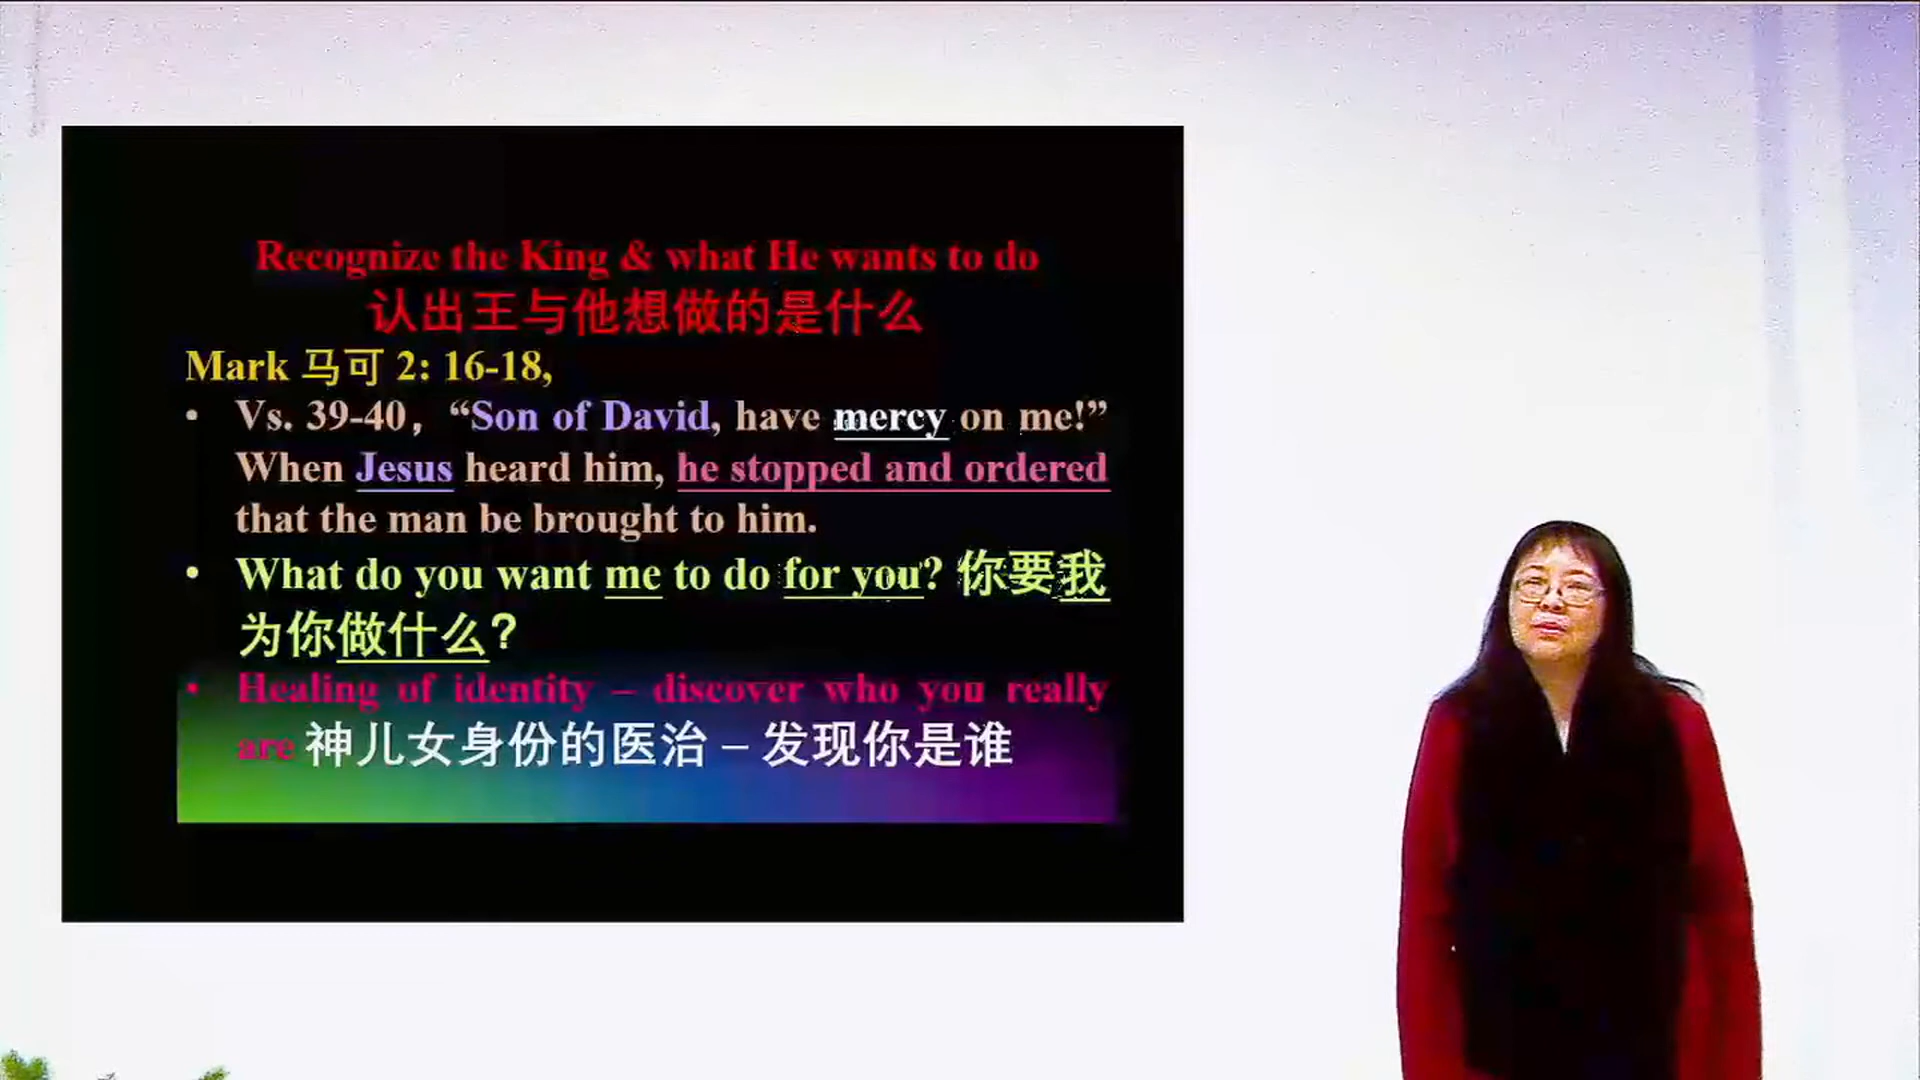 Recognize the King & what He wants to do
认出王与他想做的是什么
Mark 马可 2: 16-18,
• Vs. 39-40，“Son of David, have mercy on me!”
When Jesus heard him, he stopped and ordered
that the man be brought to him.
• What do you want me to do for you? 你要我
为你做什么？
• Healing of identity – discover who you really
are 神儿女身份的医治 – 发现你是谁